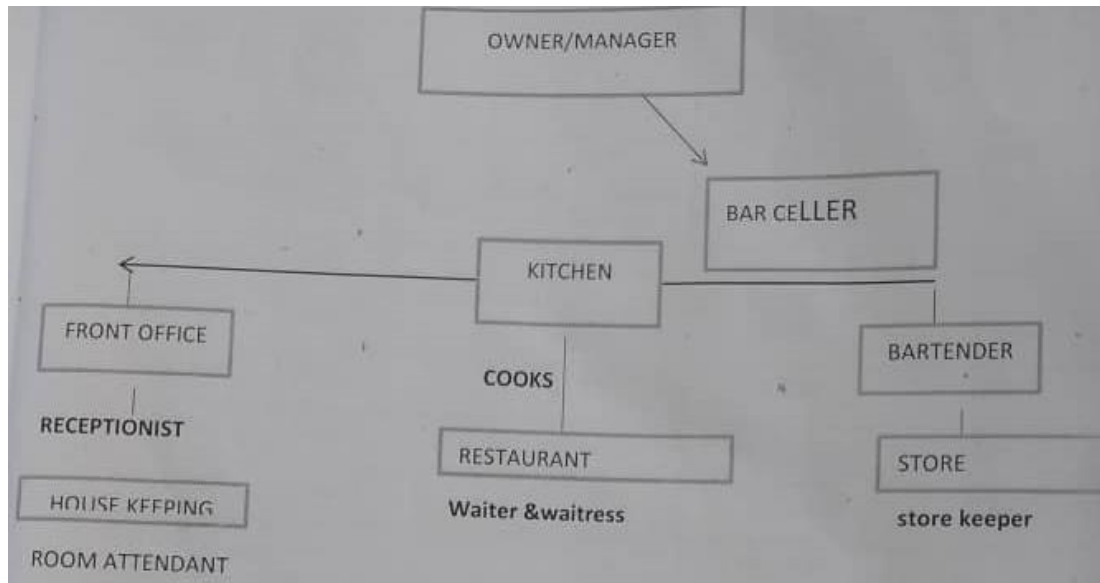 OWNER/MANAGER
BAR CELLER
KITCHEN
FRONT OFFICE
BARTENDER
COOKS
RECEPTIONIST
RESTAURANT
STORE
HOUSE KEEPING
Waiter &waitress
store keeper
ROOM ATTENDANT